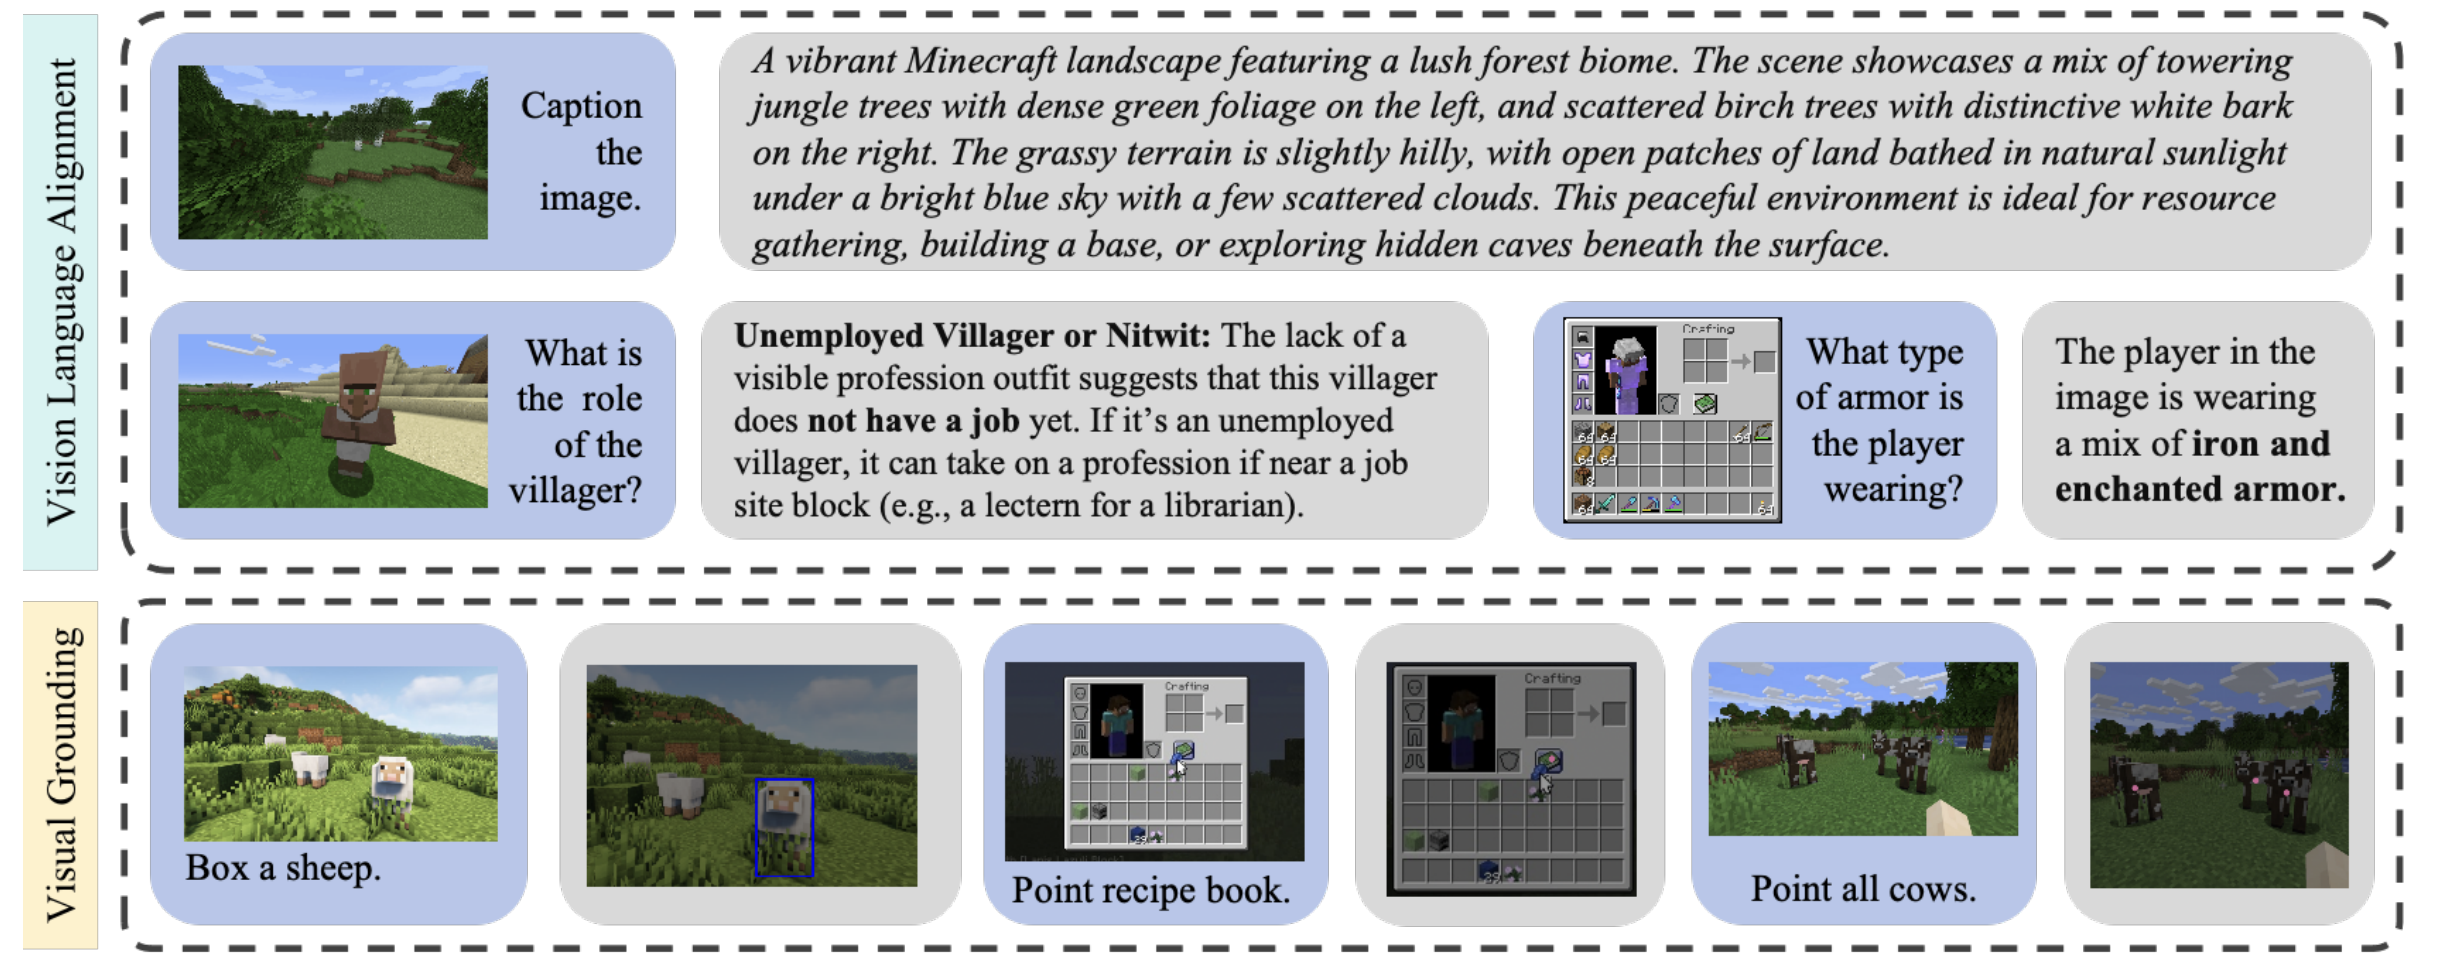 Vision Language Alignment
Caption
the
image.
A vibrant Minecraft landscape featuring a lush forest biome. The scene showcases a mix of towering
jungle trees with dense green foliage on the left, and scattered birch trees with distinctive white bark
on the right. The grassy terrain is slightly hilly, with open patches of land bathed in natural sunlight
under a bright blue sky with a few scattered clouds. This peaceful environment is ideal for resource
gathering, building a base, or exploring hidden caves beneath the surface.
What is
the role
of the
villager?
Unemployed Villager or Nitwit: The lack of a
visible profession outfit suggests that this villager
does not have a job yet. If it’s an unemployed
villager, it can take on a profession if near a job
site block (e.g., a lectern for a librarian).
Crafting
64 64 64
64 64
8
64 64
What type
of armor is
the player
wearing?
The player in the
image is wearing
a mix of iron and
enchanted armor.
Visual Grounding
Box a sheep.
Crafting
Point recipe book.
Crafting
Point all cows.